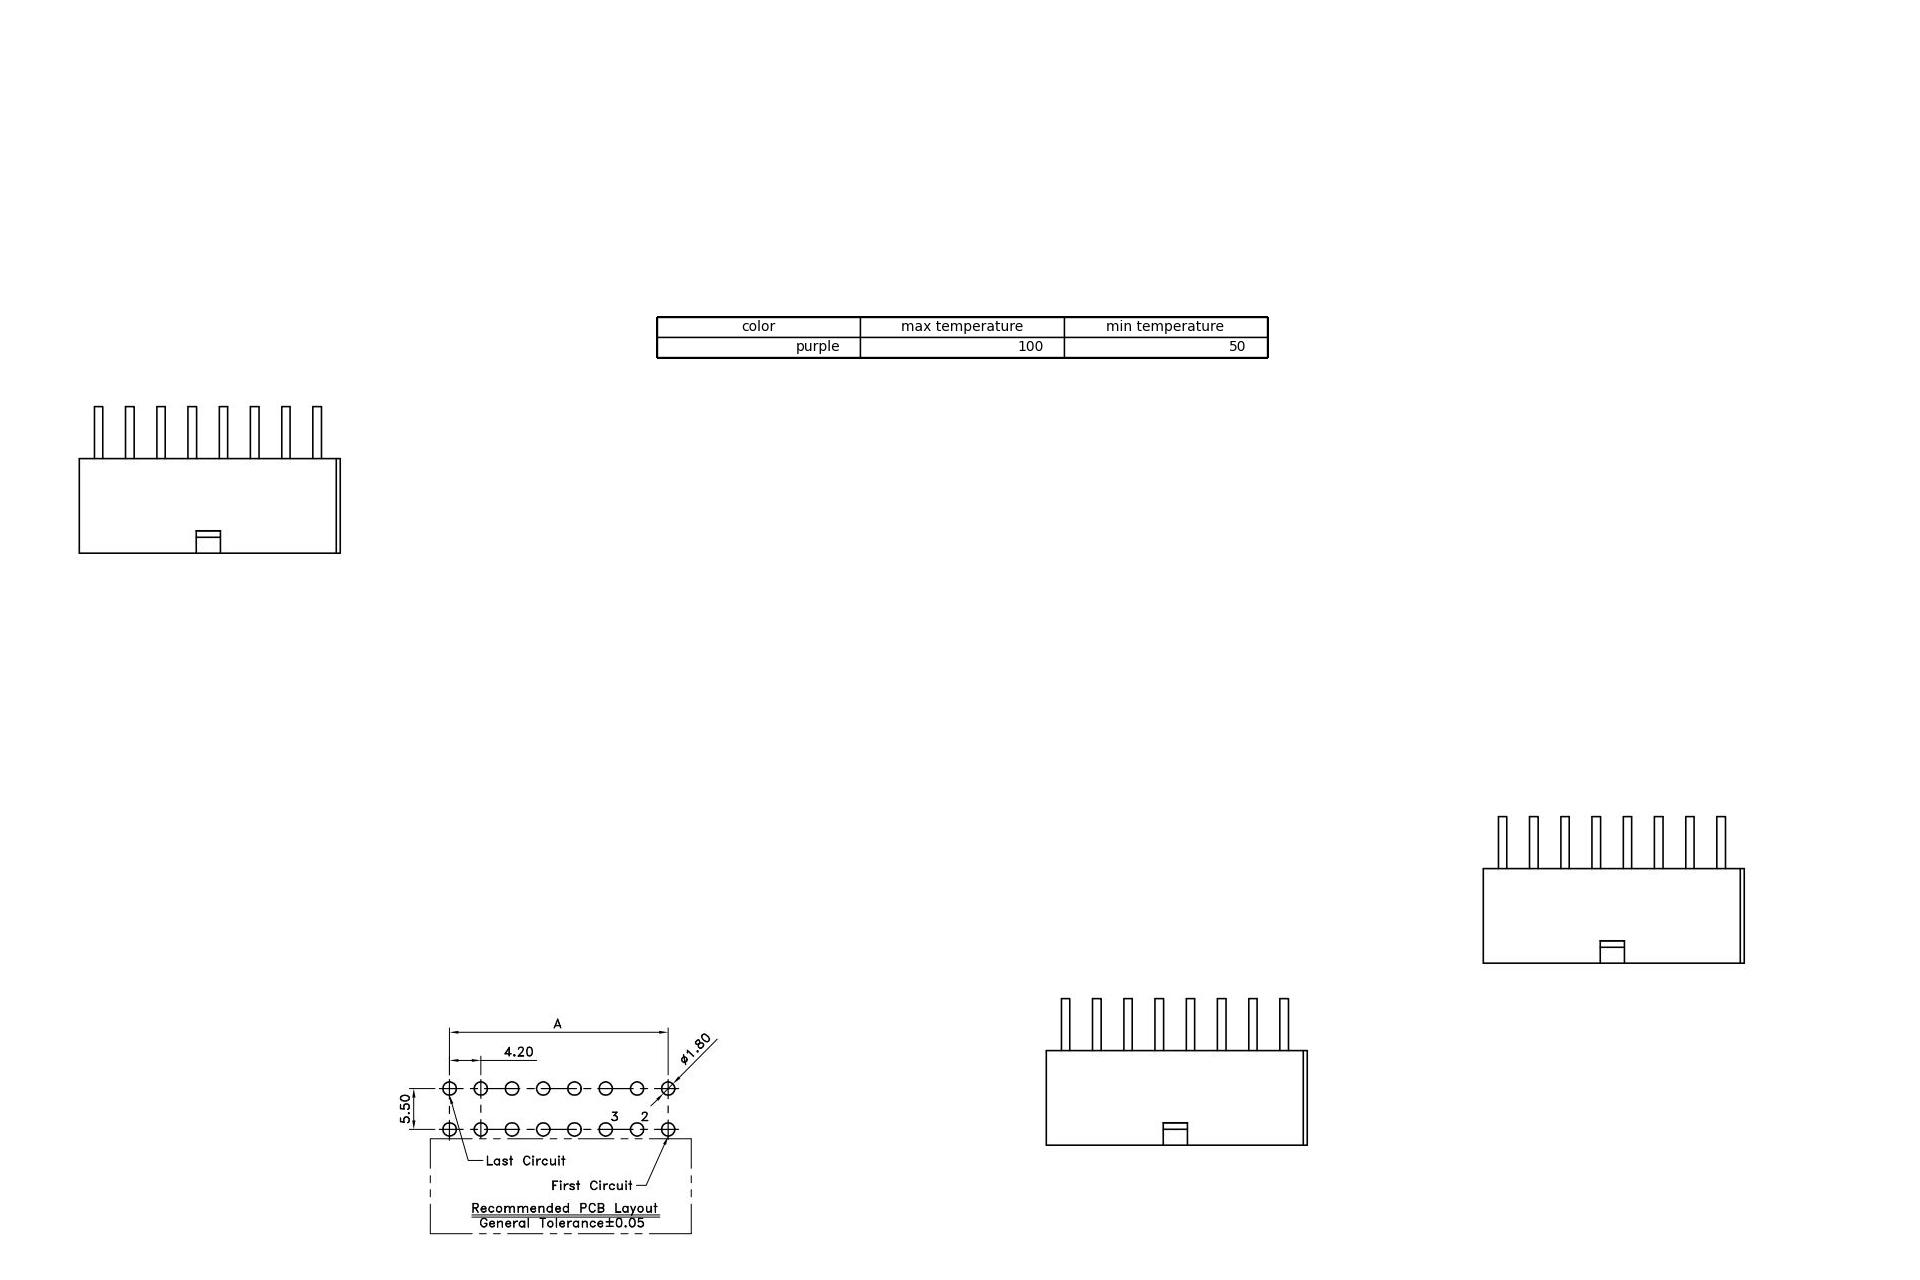 color max temperature min temperature
purple 100 50
A
4.20
ø1.80
5.50
3 2
Last Circuit
First Circuit
Recommended PCB Layout
General Tolerance±0.05